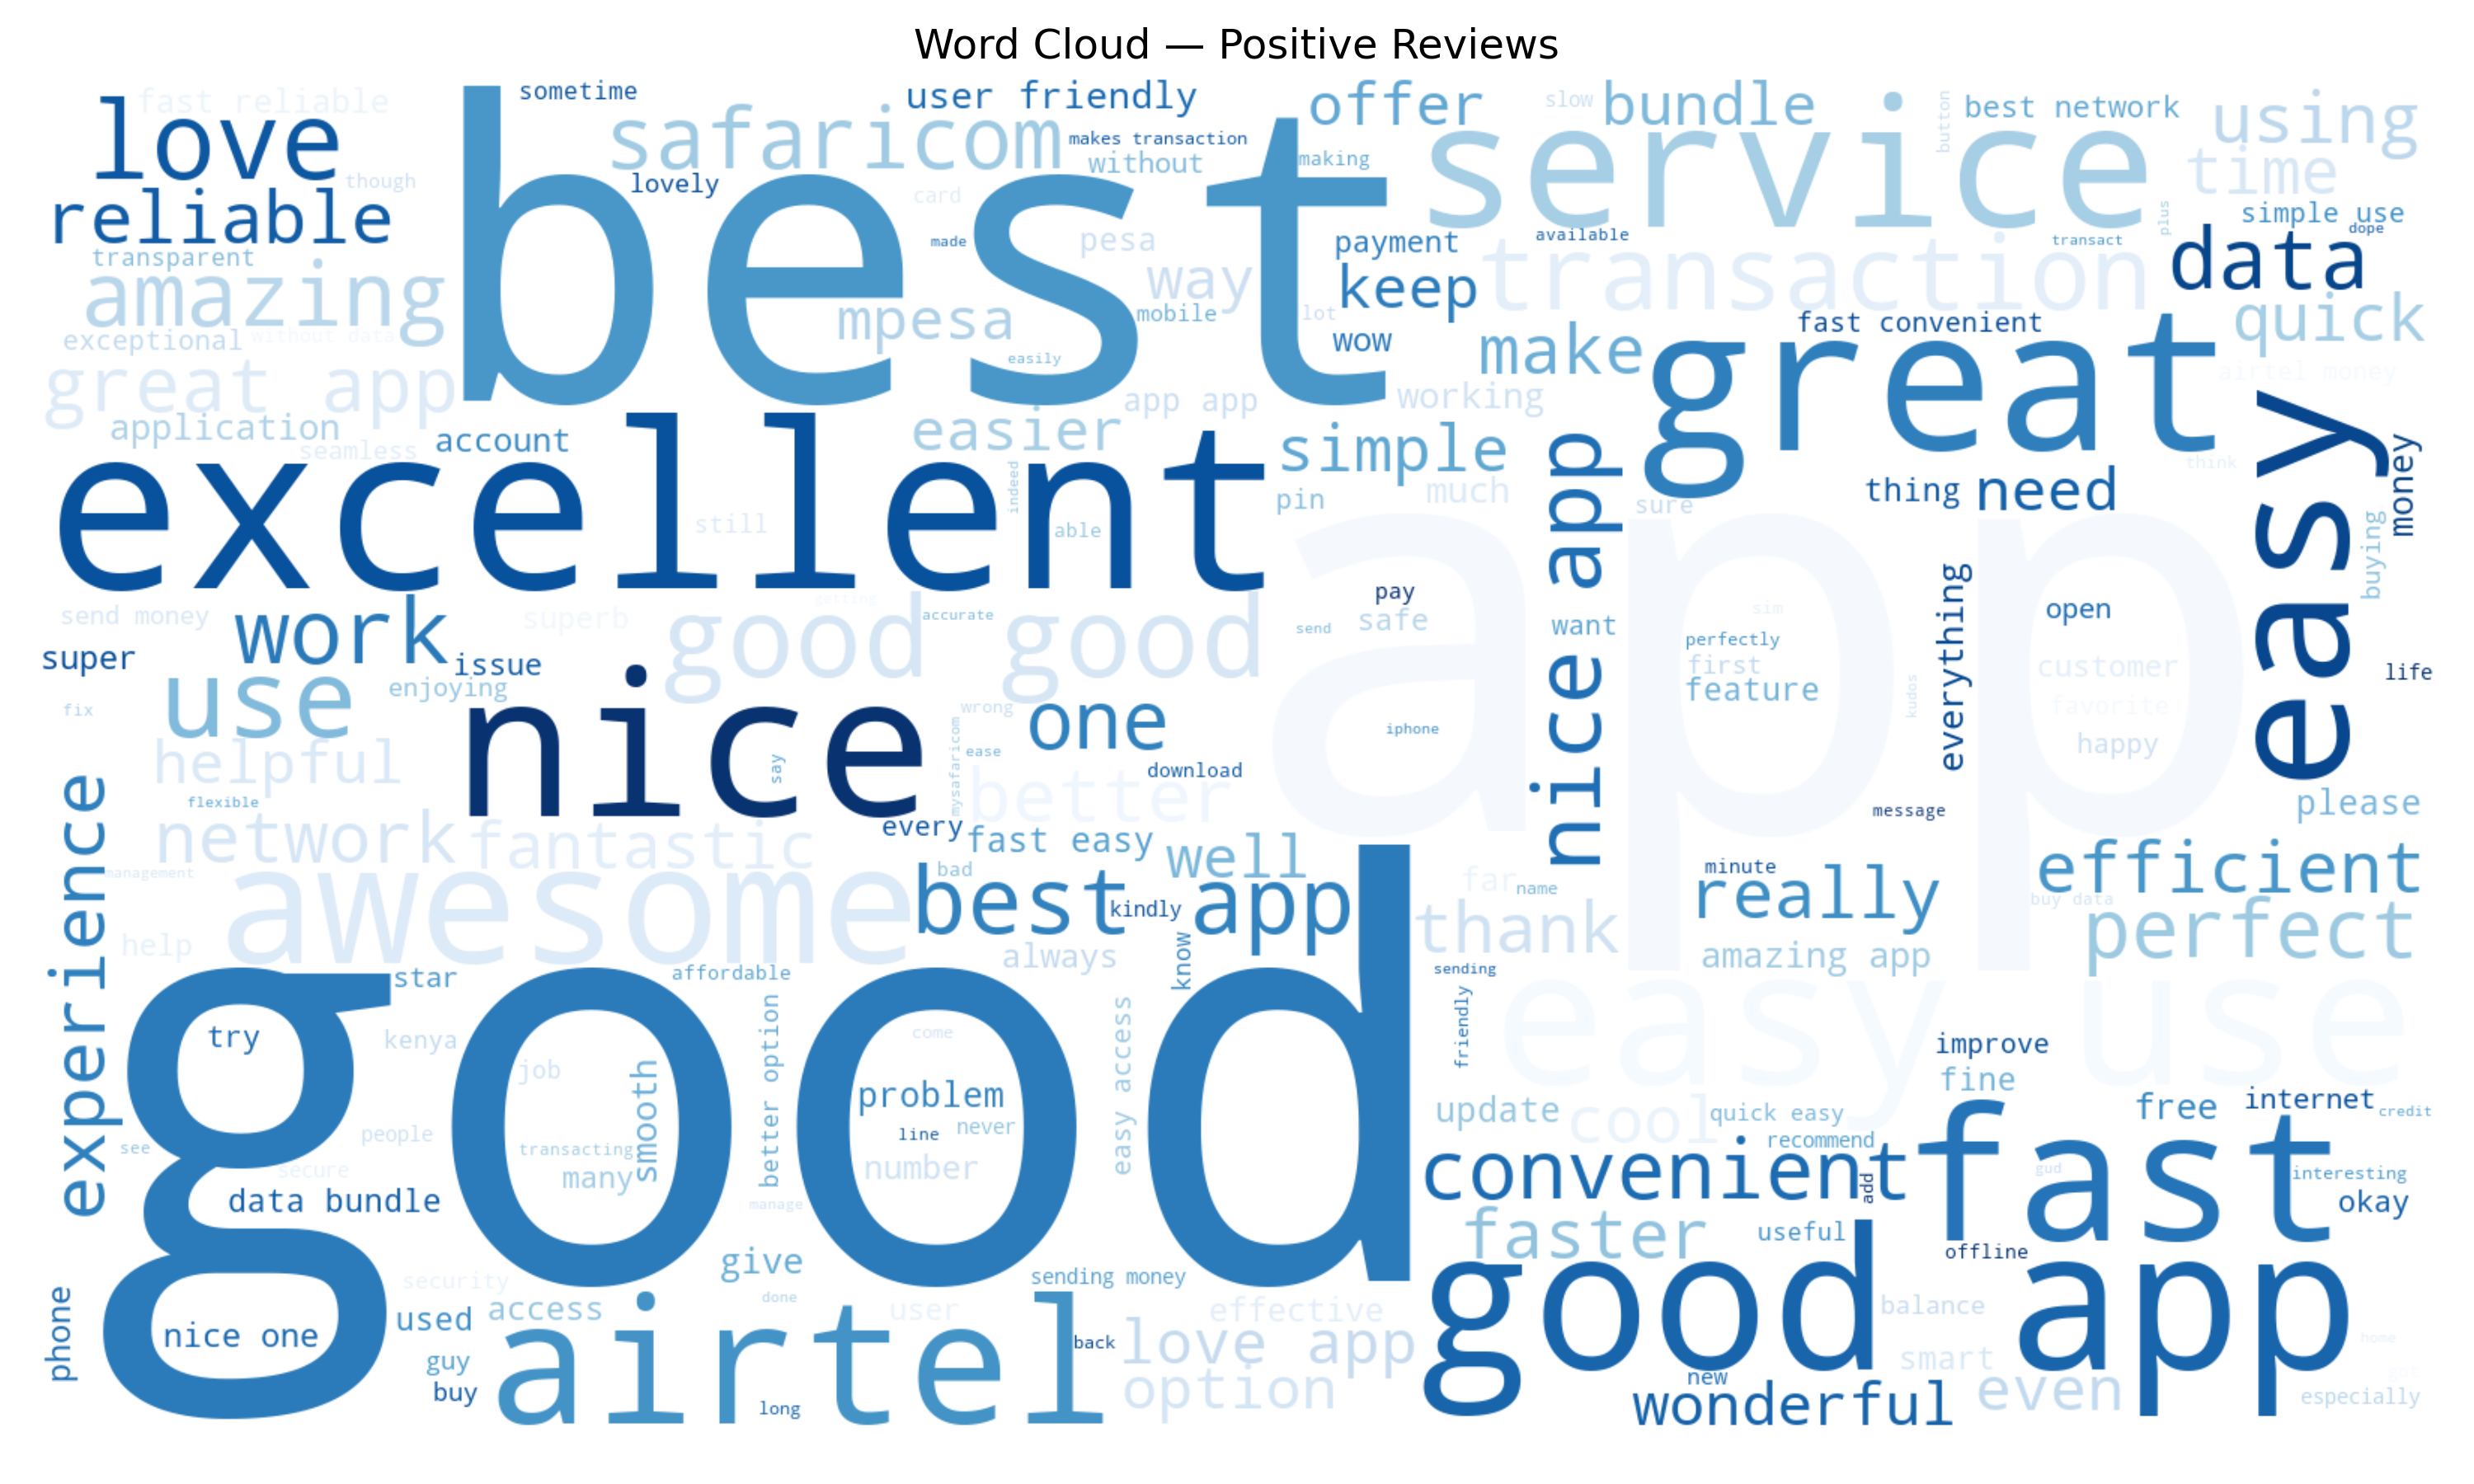 Word Cloud — Positive Reviews
fast reliable
love
though
reliable
transparent
amazing
exceptional
without data
great app
application
seamless
account
sometime
best
safaricom
lovely
user friendly
makes transaction
without
card
made
pesa
way
mpesa
mobile
easily
easier
app app
offer
making
payment
keep
lot
wow
slow
bundle
button
best network
using
service
time
plus
simple use
dope
available
transact
transaction
data
quick
fast convenient
make
great
airtel money
working
simple
pin
much
nice app
sure
thing
need
think
easy
money
buying
excellent
still
indeed
able
send money
work
superb
getting
good good
accurate
send
pay
safe
app
want
sim
perfectly
first
feature
kudos
everything
open
customer
favorite
happy
life
super
issue
use
enjoying
fix
helpful
flexible
nice
say
wrong
mysafaricom
ease
one
iphone
download
better
message
please
experience
network
fantastic
every
fast easy
well
management
awesome
bad
best app
kindly
far
name
minute
really
efficient
buy data
perfect
thank
help
always
know
amazing app
good
star
affordable
sending
friendly
easy use
try
kenya
job
smooth
better option
come
problem
line
never
number
easy access
improve
fine
update
cool
quick easy
recommend
free
internet
credit
see
people
secure
transacting
many
data bundle
manage
convenient
add
fast
gud
interesting
okay
faster
useful
offline
give
sending money
security
phone
nice one
used
access
done
user
effective
good app
balance
airtel
back
love app
guy
buy
long
option
smart
new
wonderful
even
home
especially